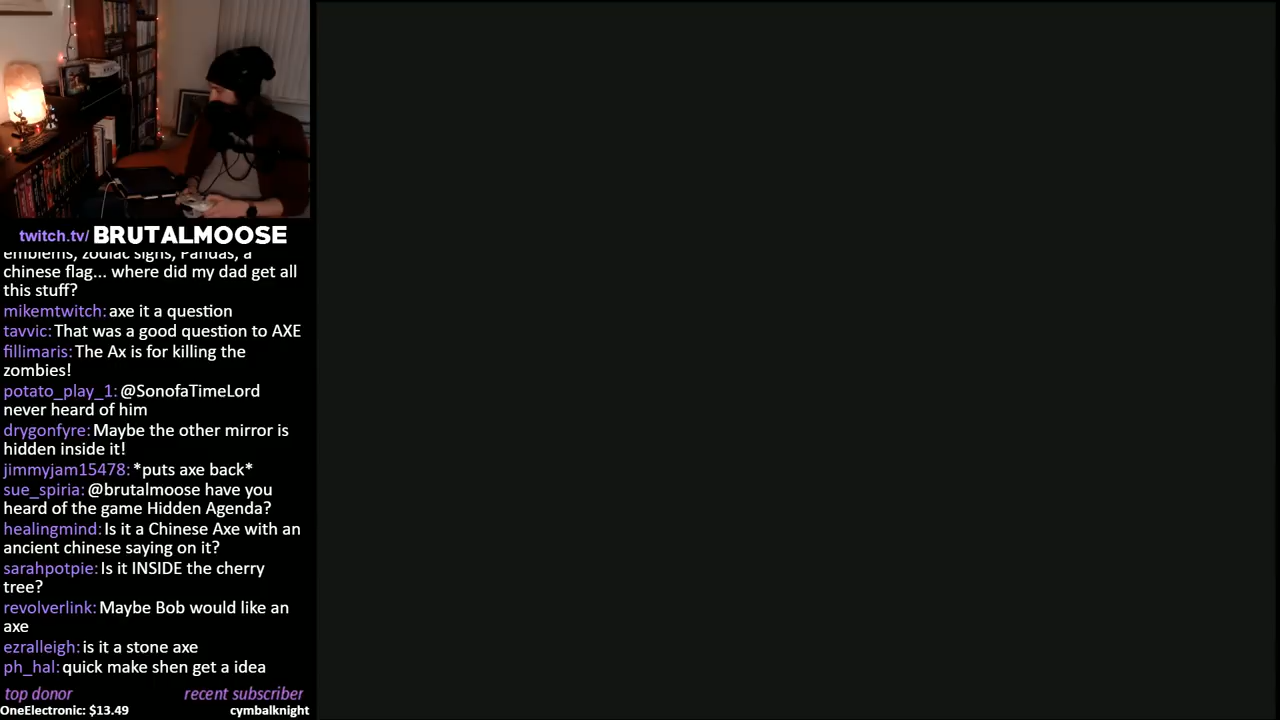 twitch.tv/BRUTALMOOSE
emblems, zodiac signs, Pandas, a
chinese flag... where did my dad get all
this stuff?
mikemtwitch: axe it a question
tavvic: That was a good question to AXE
fillimaris: The Ax is for killing the
zombies!
potato_play_1: @SonofaTimeLord
never heard of him
drygonfyre: Maybe the other mirror is
hidden inside it!
jimmyjam15478: *puts axe back*
sue_spiria: @brutalmoose have you
heard of the game Hidden Agenda?
healingmind: Is it a Chinese Axe with an
ancient chinese saying on it?
sarahpotpie: Is it INSIDE the cherry
tree?
revolverlink: Maybe Bob would like an
axe
ezralleigh: is it a stone axe
ph_hal: quick make shen get a idea
top donor recent subscriber
OneElectronic: $13.49 cymbalknight